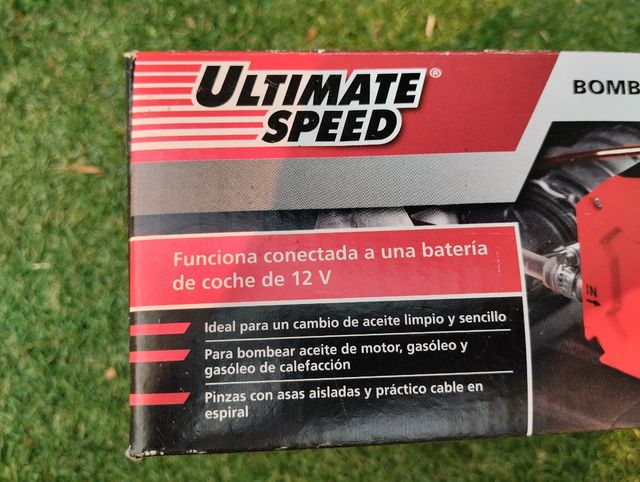 ULTIMATE SPEED®
BOMB
Funciona conectada a una batería
de coche de 12 V
Ideal para un cambio de aceite limpio y sencillo
Para bombear aceite de motor, gasóleo y
gasóleo de calefacción
Pinzas con asas aisladas y práctico cable en
espiral
IN